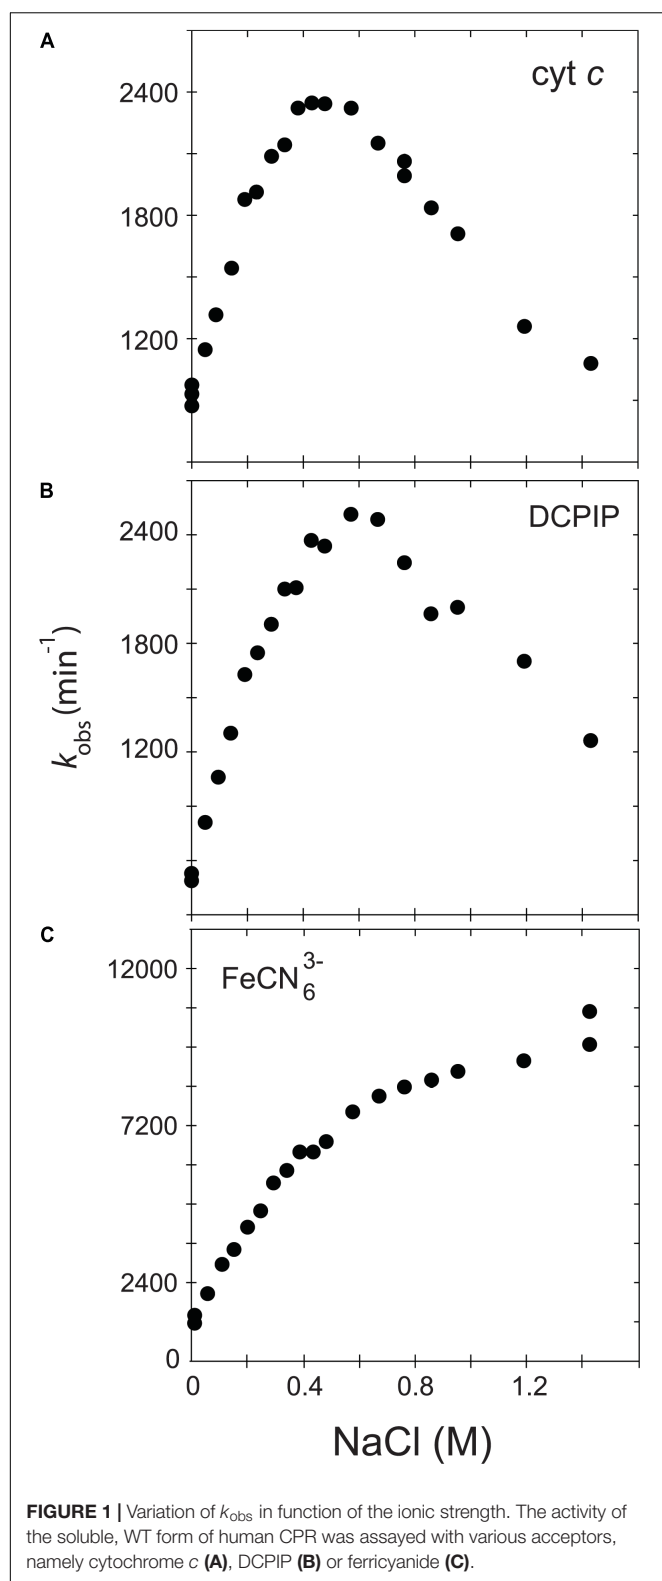 A
cyt c
2400
1800
1200
B
DCPIP
2400
1800
1200
k_obs (min⁻¹)
C
FeCN₆³⁻
12000
7200
2400
0
0 0.4 0.8 1.2
NaCl (M)
FIGURE 1 | Variation of k_obs in function of the ionic strength. The activity of
the soluble, WT form of human CPR was assayed with various acceptors,
namely cytochrome c (A), DCPIP (B) or ferricyanide (C).